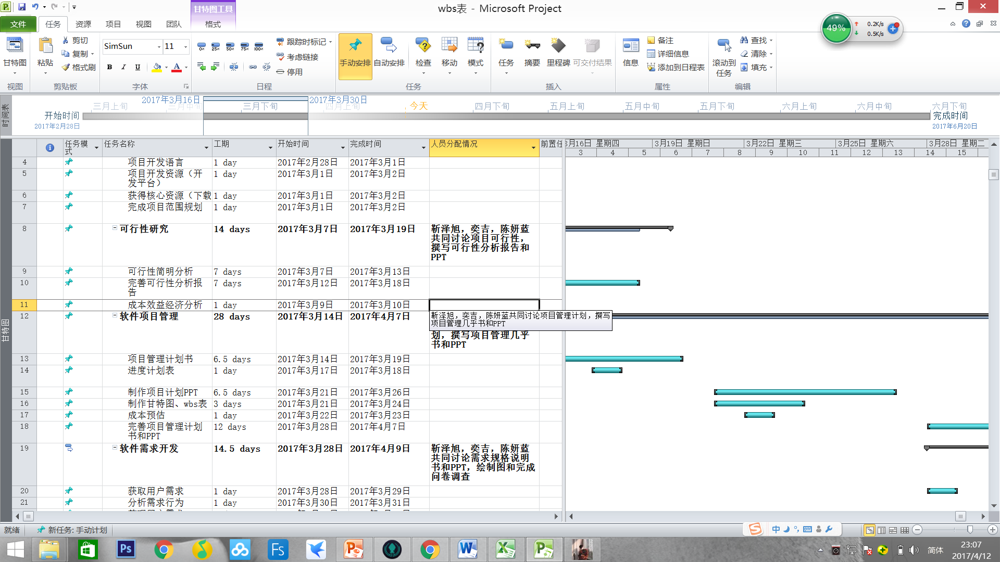 wbs表 - Microsoft Project
甘特图工具
文件 任务 资源 项目 视图 团队 格式
49% 0.2K/s 0.5K/s
甘特图 视图
粘贴 剪切 复制 格式刷 剪贴板
SimSun 11 B I U A 字体
0% 25% 50% 75% 100%
跟踪时标记 考虑链接 停用 日程
手动安排 自动安排 检查 移动 模式 任务
任务 摘要 里程碑 可交付结果 插入
信息 备注 详细信息 添加到日程表 属性
滚动到任务 查找 清除 填充 编辑
时间表
2017年3月16日 2017年3月30日
三月上旬 三月中旬 三月下旬 四月上旬 今天 四月下旬 五月上旬 五月中旬 五月下旬 六月上旬 六月中旬 六月下旬
开始时间 2017年2月28日
完成时间 2017年6月20日
甘特图
任务模式 任务名称 工期 开始时间 完成时间 人员分配情况 前置任
3月16日 星期四 3月19日 星期日 3月22日 星期三 3月25日 星期六 3月28日 星期二
3 4 5 6 7 8 9 10 11 12 13 14 15
4 项目开发语言 1 day 2017年2月28日 2017年3月1日
5 项目开发资源（开发平台） 1 day 2017年3月1日 2017年3月2日
6 获得核心资源（下载 1 day 2017年3月1日 2017年3月2日
7 完成项目范围规划 1 day 2017年3月1日 2017年3月2日
8 可行性研究 14 days 2017年3月7日 2017年3月19日 靳泽旭，奕吉，陈妍蓝共同讨论项目可行性，撰写可行性分析报告和PPT
9 可行性简明分析 7 days 2017年3月7日 2017年3月13日
10 完善可行性分析报告 7 days 2017年3月12日 2017年3月18日
11 成本效益经济分析 1 day 2017年3月9日 2017年3月10日
12 软件项目管理 28 days 2017年3月14日 2017年4月7日
靳泽旭，奕吉，陈妍蓝共同讨论项目管理计划，撰写
项目管理几乎书和PPT
划，撰写项目管理几乎
书和PPT
13 项目管理计划书 6.5 days 2017年3月14日 2017年3月19日
14 进度计划表 1 day 2017年3月17日 2017年3月18日
15 制作项目计划PPT 6.5 days 2017年3月21日 2017年3月26日
16 制作甘特图、wbs表 3 days 2017年3月21日 2017年3月24日
17 成本预估 1 day 2017年3月22日 2017年3月23日
18 完善项目管理计划书和PPT 12 days 2017年3月28日 2017年4月7日
19 软件需求开发 14.5 days 2017年3月28日 2017年4月9日 靳泽旭，奕吉，陈妍蓝共同讨论需求规格说明书和PPT，绘制图和完成问卷调查
20 获取用户需求 1 day 2017年3月28日 2017年3月29日
21 分析需求行为 1 day 2017年3月30日 2017年3月31日
就绪 新任务: 手动计划
中
Ps Fs
简体
23:07
2017/4/12